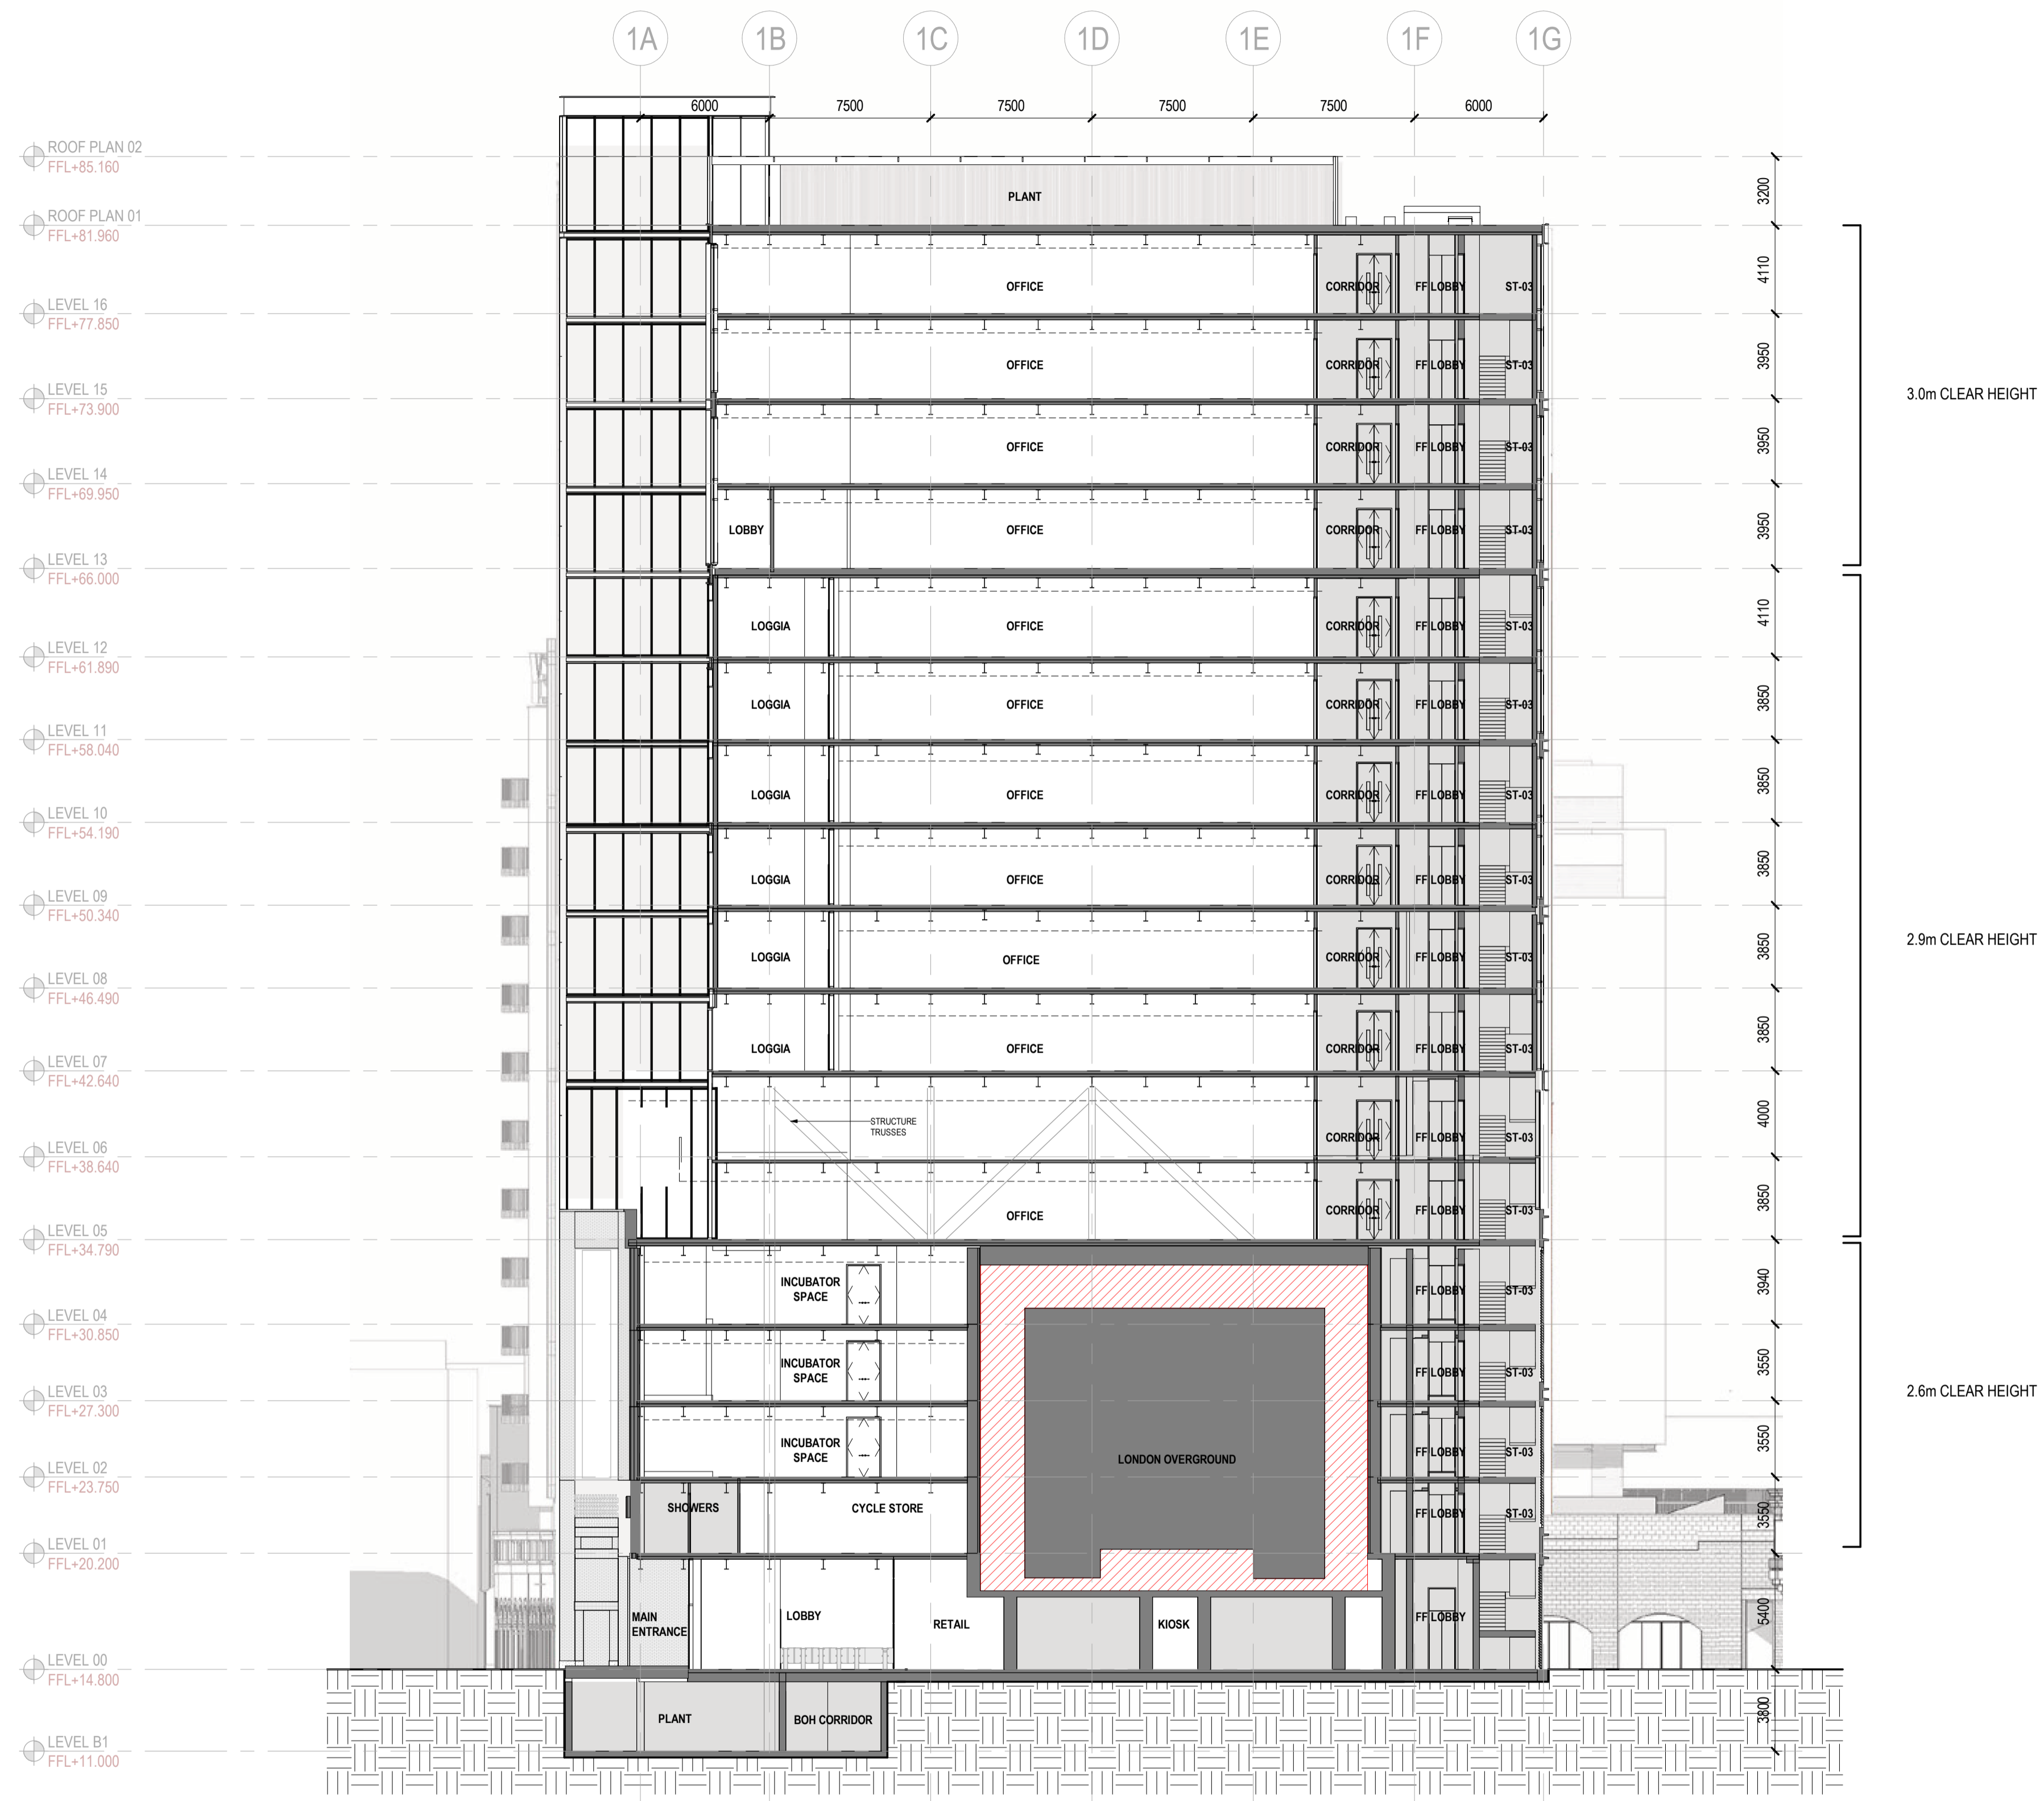 1A 1B 1C 1D 1E 1F 1G
6000 7500 7500 7500 7500 6000
ROOF PLAN 02
FFL+85.160
3200
PLANT
ROOF PLAN 01
FFL+81.960
4110
OFFICE CORRIDOR FF LOBBY ST-03
LEVEL 16
FFL+77.850
3950
OFFICE CORRIDOR FF LOBBY ST-03
LEVEL 15
FFL+73.900
3.0m CLEAR HEIGHT
3950
OFFICE CORRIDOR FF LOBBY ST-03
LEVEL 14
FFL+69.950
3950
LOBBY OFFICE CORRIDOR FF LOBBY ST-03
LEVEL 13
FFL+66.000
4110
LOGGIA OFFICE CORRIDOR FF LOBBY ST-03
LEVEL 12
FFL+61.890
3850
LOGGIA OFFICE CORRIDOR FF LOBBY ST-03
LEVEL 11
FFL+58.040
3850
LOGGIA OFFICE CORRIDOR FF LOBBY ST-03
LEVEL 10
FFL+54.190
3850
LOGGIA OFFICE CORRIDOR FF LOBBY ST-03
LEVEL 09
FFL+50.340
2.9m CLEAR HEIGHT
3850
LOGGIA OFFICE CORRIDOR FF LOBBY ST-03
LEVEL 08
FFL+46.490
3850
LOGGIA OFFICE CORRIDOR FF LOBBY ST-03
LEVEL 07
FFL+42.640
4000
STRUCTURE
TRUSSES
CORRIDOR FF LOBBY ST-03
LEVEL 06
FFL+38.640
3850
OFFICE CORRIDOR FF LOBBY ST-03
LEVEL 05
FFL+34.790
3940
INCUBATOR
SPACE
FF LOBBY ST-03
LEVEL 04
FFL+30.850
3550
INCUBATOR
SPACE
FF LOBBY ST-03
LEVEL 03
FFL+27.300
2.6m CLEAR HEIGHT
3550
INCUBATOR
SPACE
LONDON OVERGROUND
FF LOBBY ST-03
LEVEL 02
FFL+23.750
3550
SHOWERS CYCLE STORE FF LOBBY ST-03
LEVEL 01
FFL+20.200
5400
MAIN
ENTRANCE
LOBBY RETAIL KIOSK FF LOBBY
LEVEL 00
FFL+14.800
3800
PLANT BOH CORRIDOR
LEVEL B1
FFL+11.000